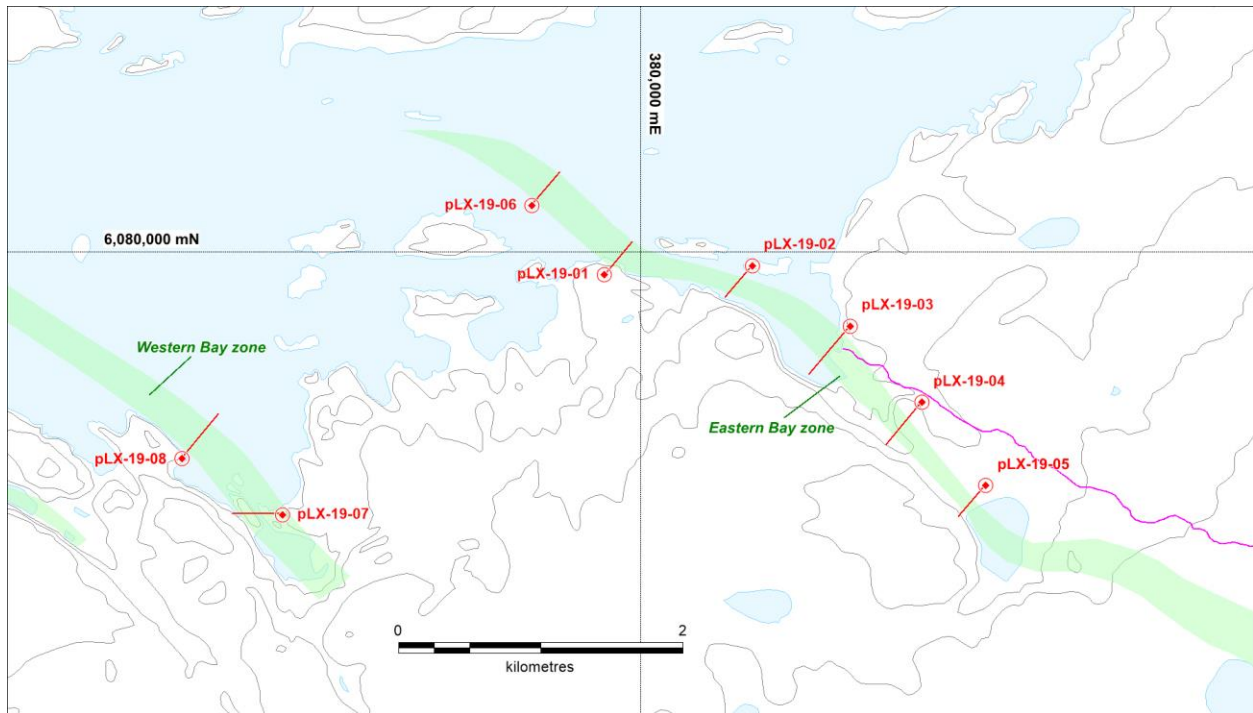 380,000 mE
pLX-19-06
6,080,000 mN
pLX-19-02
pLX-19-01
pLX-19-03
Western Bay zone
pLX-19-04
Eastern Bay zone
pLX-19-08
pLX-19-05
pLX-19-07
0 2
kilometres